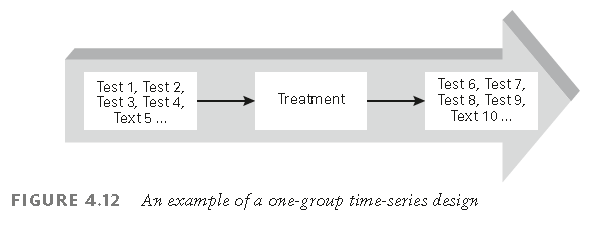 Test 1, Test 2,
Test 3, Test 4,
Text 5 ...
Treatment
Test 6, Test 7,
Test 8, Test 9,
Text 10 ...
FIGURE 4.12 An example of a one-group time-series design